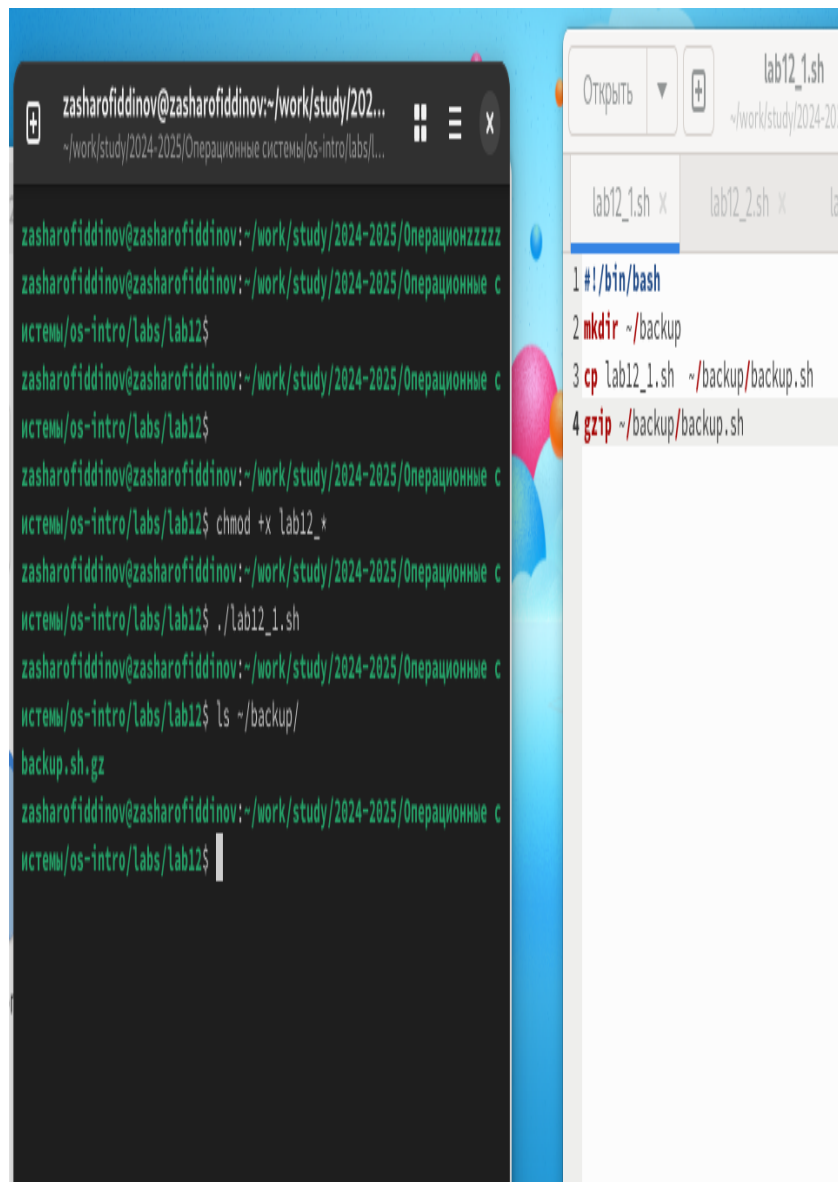 zasharofiddinov@zasharofiddinov:~/work/study/202...
~/work/study/2024-2025/Операционные системы/os-intro/labs/l...
zasharofiddinov@zasharofiddinov:~/work/study/2024-2025/Операционzzzzz
zasharofiddinov@zasharofiddinov:~/work/study/2024-2025/Операционные с
истемы/os-intro/labs/lab12$
zasharofiddinov@zasharofiddinov:~/work/study/2024-2025/Операционные с
истемы/os-intro/labs/lab12$
zasharofiddinov@zasharofiddinov:~/work/study/2024-2025/Операционные с
истемы/os-intro/labs/lab12$ chmod +x lab12_*
zasharofiddinov@zasharofiddinov:~/work/study/2024-2025/Операционные с
истемы/os-intro/labs/lab12$ ./lab12_1.sh
zasharofiddinov@zasharofiddinov:~/work/study/2024-2025/Операционные с
истемы/os-intro/labs/lab12$ ls ~/backup/
backup.sh.gz
zasharofiddinov@zasharofiddinov:~/work/study/2024-2025/Операционные с
истемы/os-intro/labs/lab12$
Открыть
lab12_1.sh
~/work/study/2024-20
lab12_1.sh × lab12_2.sh ×
1 #!/bin/bash
2 mkdir ~/backup
3 cp lab12_1.sh ~/backup/backup.sh
4 gzip ~/backup/backup.sh